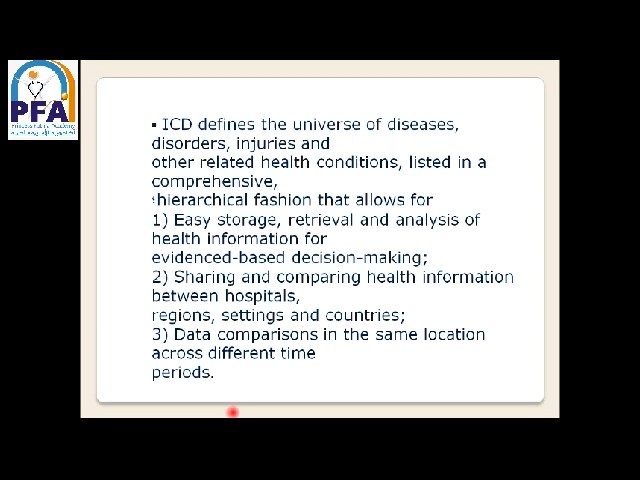 PFA
▪ ICD defines the universe of diseases,
disorders, injuries and
other related health conditions, listed in a
comprehensive,
hierarchical fashion that allows for
1) Easy storage, retrieval and analysis of
health information for
evidenced-based decision-making;
2) Sharing and comparing health information
between hospitals,
regions, settings and countries;
3) Data comparisons in the same location
across different time
periods.